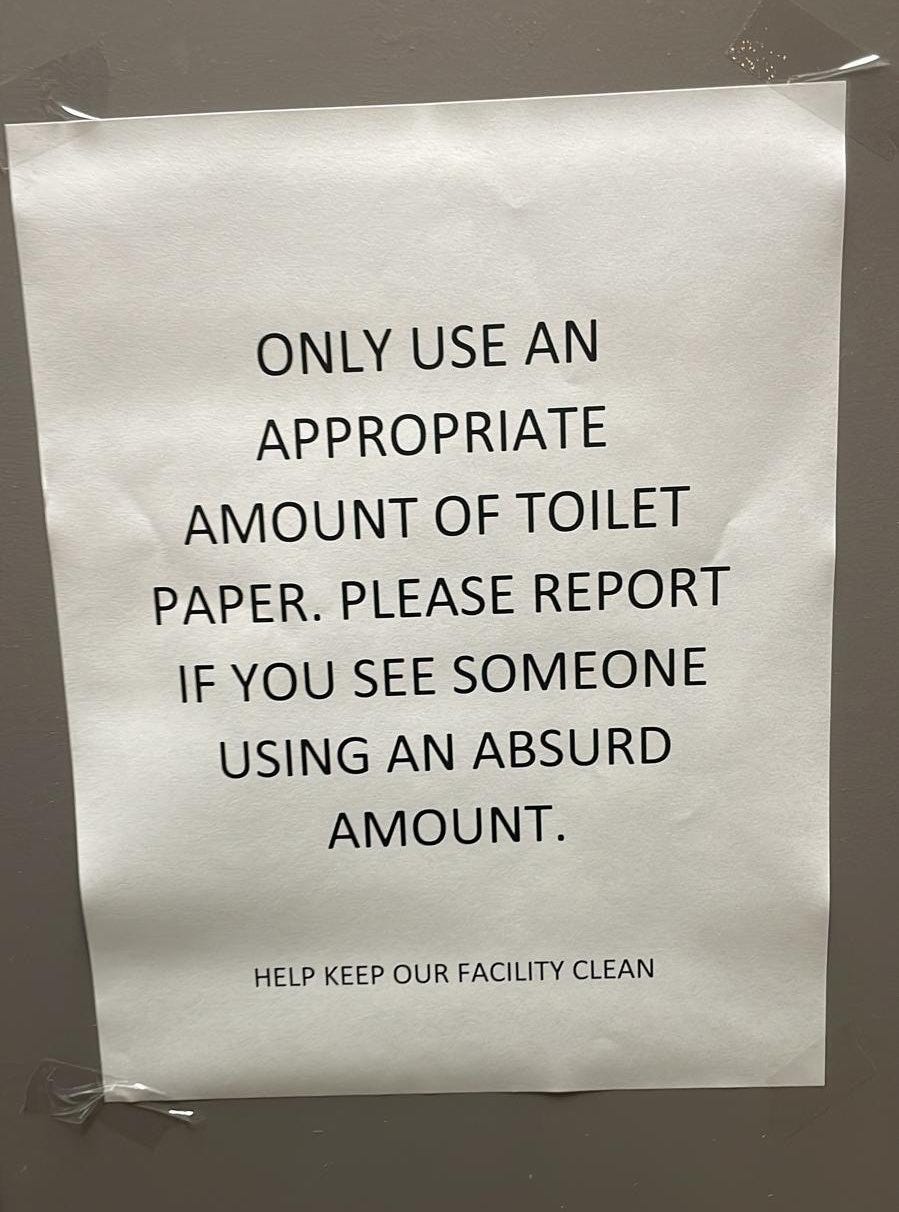 ONLY USE AN
APPROPRIATE
AMOUNT OF TOILET
PAPER. PLEASE REPORT
IF YOU SEE SOMEONE
USING AN ABSURD
AMOUNT.
HELP KEEP OUR FACILITY CLEAN